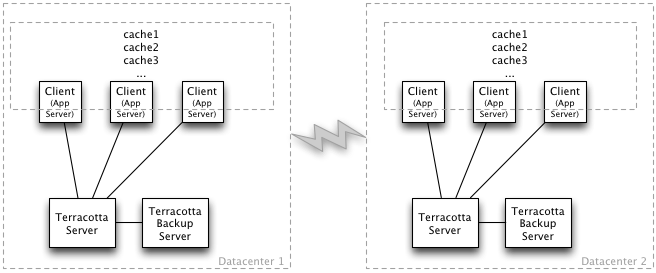 cache1
cache2
cache3
...
Client
(App
Server)
Client
(App
Server)
Client
(App
Server)
Terracotta
Server
Terracotta
Backup
Server
Datacenter 1
cache1
cache2
cache3
...
Client
(App
Server)
Client
(App
Server)
Client
(App
Server)
Terracotta
Server
Terracotta
Backup
Server
Datacenter 2